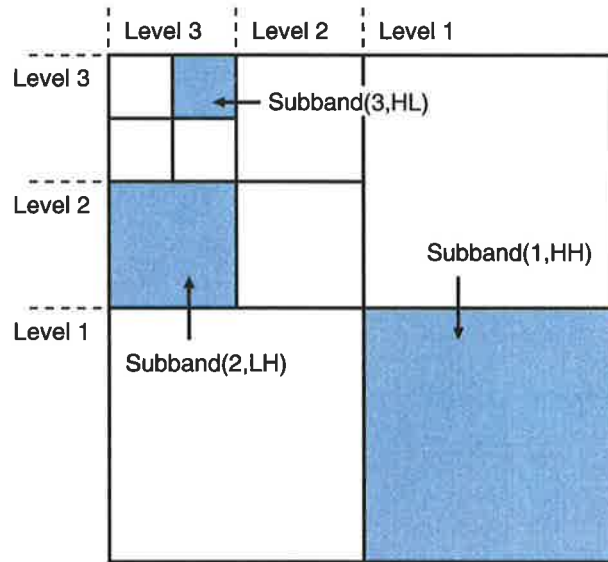 Level 3
Level 2
Level 1
Level 3
Subband(3,HL)
Level 2
Subband(1,HH)
Level 1
Subband(2,LH)